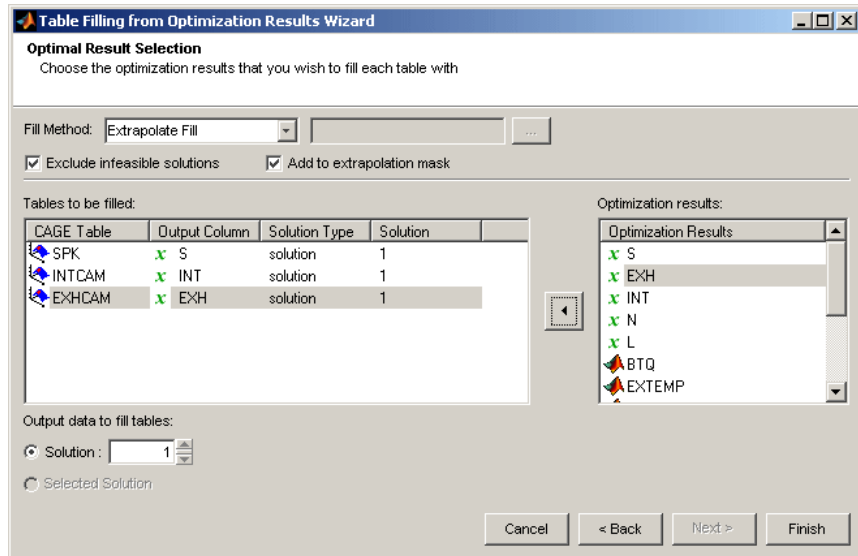 Table Filling from Optimization Results Wizard
Optimal Result Selection
Choose the optimization results that you wish to fill each table with
Fill Method: Extrapolate Fill ...
Exclude infeasible solutions Add to extrapolation mask
Tables to be filled: Optimization results:
CAGE Table Output Column Solution Type Solution Optimization Results
SPK x S solution 1 x S
INTCAM x INT solution 1 x EXH
EXHCAM x EXH solution 1 x INT
x N
x L
BTQ
EXTEMP
Output data to fill tables:
Solution : 1
Selected Solution
Cancel < Back Next > Finish